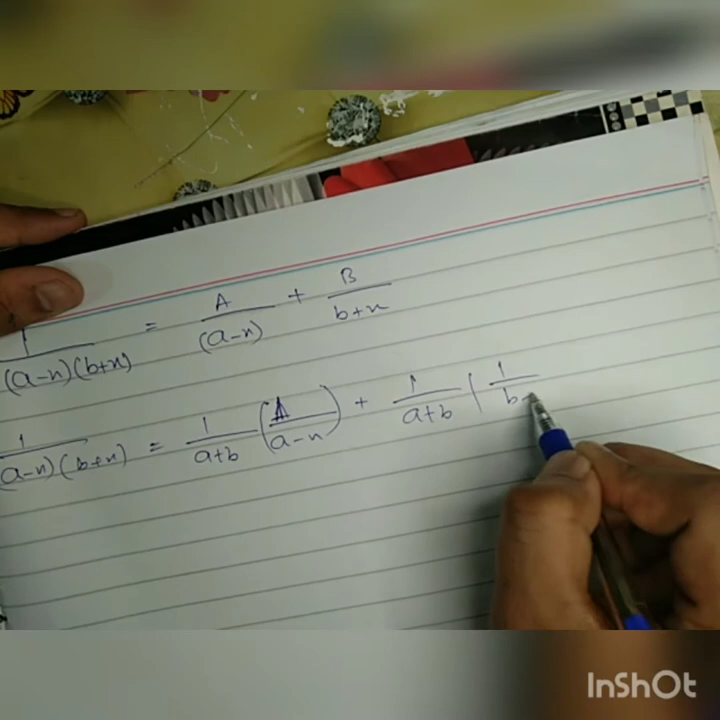 1/(a-x)(b+x) = A/(a-x) + B/b+x
1/(a-x)(b+x) = 1/a+b (1/a-x) + 1/a+b (1/b-
InShOt